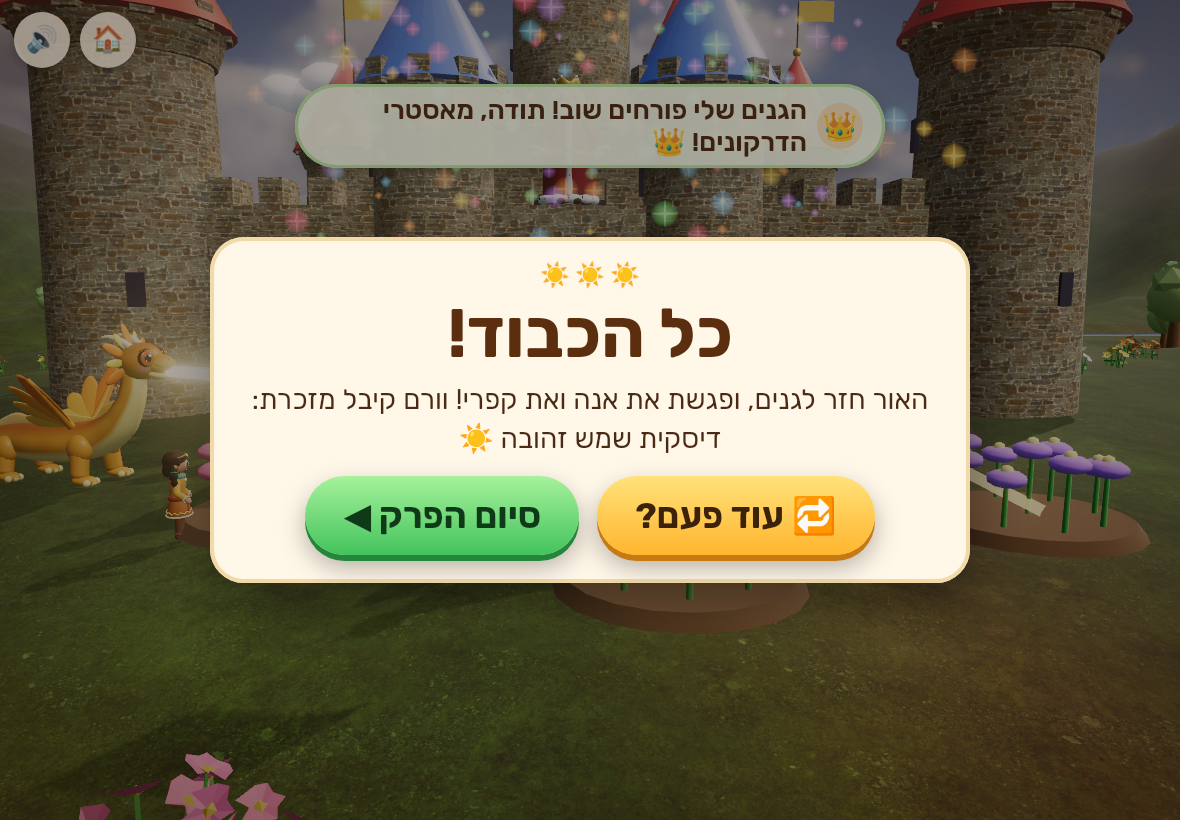 הגנים שלי פורחים שוב! תודה, מאסטרי
הדרקונים! 👑
כל הכבוד!
האור חזר לגנים, ופגשת את אנה ואת קפרי! וורם קיבל מזכרת:
דיסקית שמש זהובה ☀️
🔁 עוד פעם?
סיום הפרק ◀